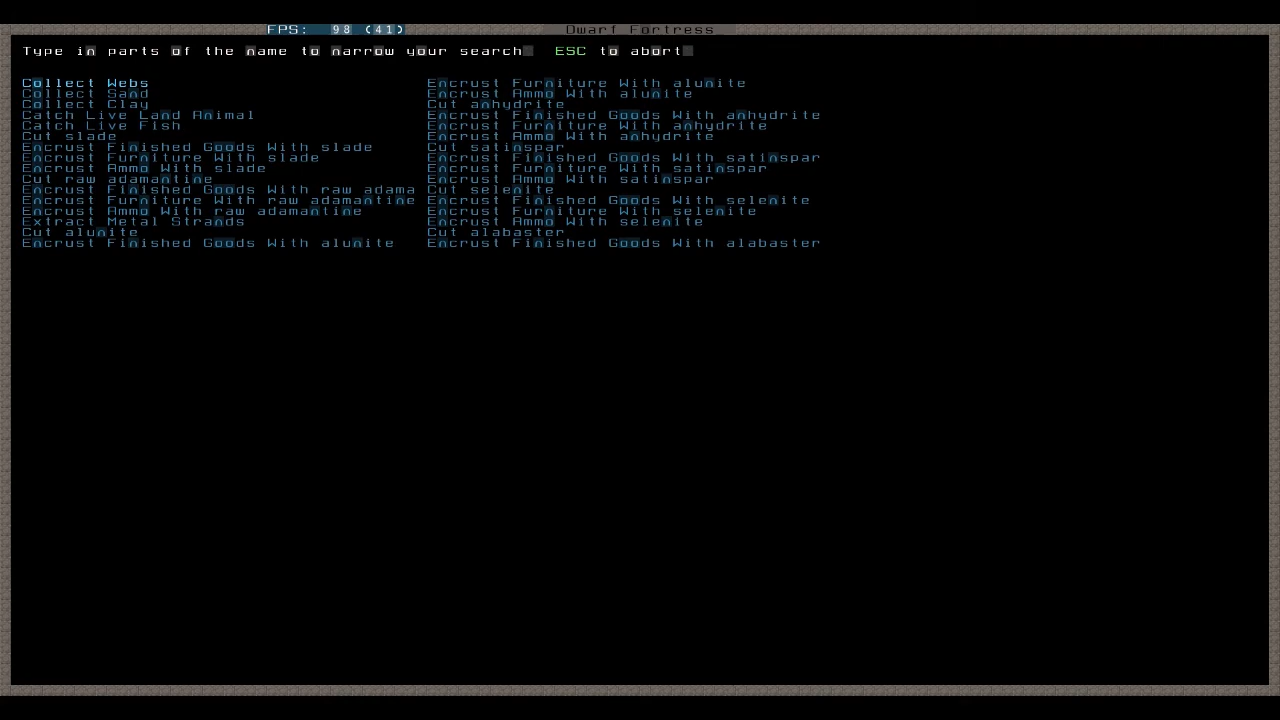 FPS: 98 (41) Dwarf Fortress
Type in parts of the name to narrow your search. ESC to abort.
Collect Webs
Collect Sand
Collect Clay
Catch Live Land Animal
Catch Live Fish
Cut slade
Encrust Finished Goods With slade
Encrust Furniture With slade
Encrust Ammo With slade
Cut raw adamantine
Encrust Finished Goods With raw adama
Encrust Furniture With raw adamantine
Encrust Ammo With raw adamantine
Extract Metal Strands
Cut alunite
Encrust Finished Goods With alunite
Encrust Furniture With alunite
Encrust Ammo With alunite
Cut anhydrite
Encrust Finished Goods With anhydrite
Encrust Furniture With anhydrite
Encrust Ammo With anhydrite
Cut satinspar
Encrust Finished Goods With satinspar
Encrust Furniture With satinspar
Encrust Ammo With satinspar
Cut selenite
Encrust Finished Goods With selenite
Encrust Furniture With selenite
Encrust Ammo With selenite
Cut alabaster
Encrust Finished Goods With alabaster